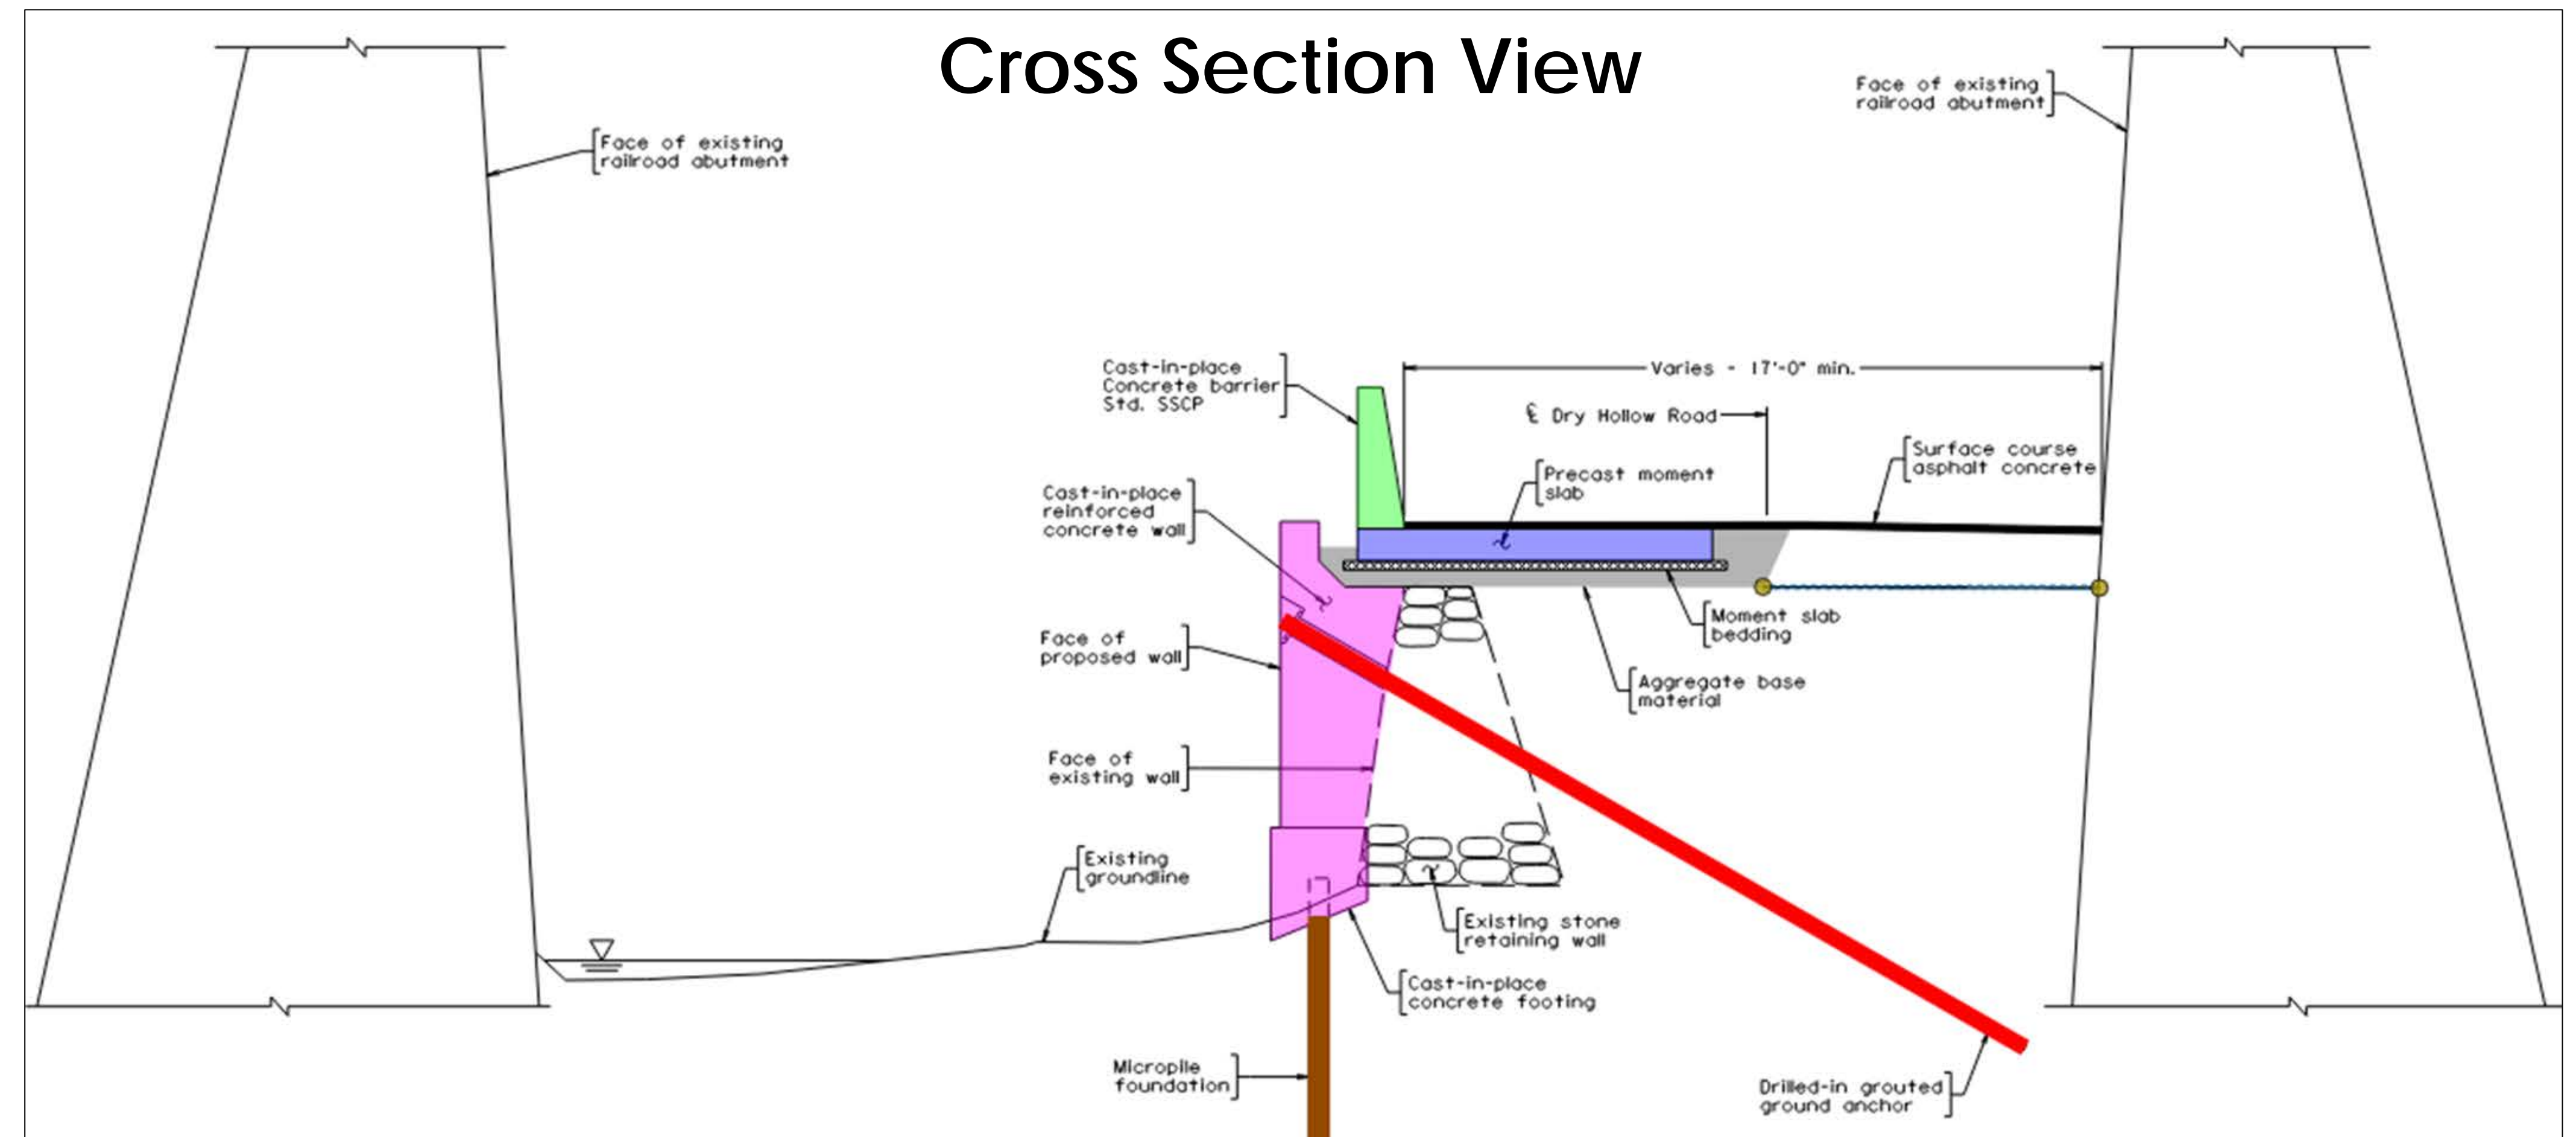 Cross Section View
Face of existing
railroad abutment
Face of existing
railroad abutment
Cast-in-place
Concrete barrier
Std. SSCP
Varies - 17'-0" min.
℄ Dry Hollow Road
Surface course
asphalt concrete
Precast moment
slab
Cast-in-place
reinforced
concrete wall
Moment slab
bedding
Face of
proposed wall
Aggregate base
material
Face of
existing wall
Existing
groundline
Existing stone
retaining wall
Cast-in-place
concrete footing
Micropile
foundation
Drilled-in grouted
ground anchor